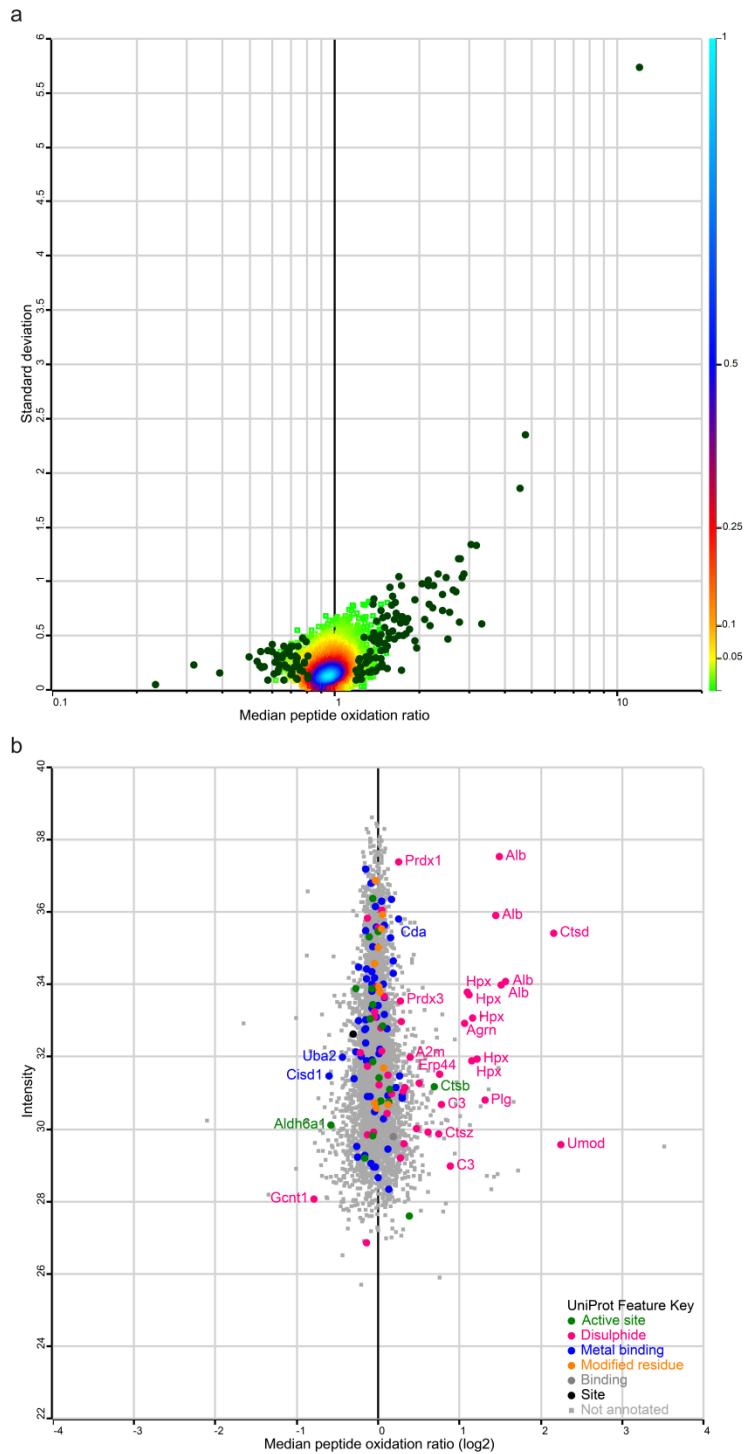 a
6
5.5
5
4.5
4
3.5
3
2.5
2
1.5
1
0.5
0
Standard deviation
1
0.5
0.25
0.1
0.05
0.1
1
10
Median peptide oxidation ratio
b
40
38
36
34
32
30
28
26
24
22
Intensity
Prdx1
Alb
Alb
Cda
Ctsd
Hpx
Alb
Alb
Prdx3
Hpx
Hpx
Agrn
Uba2
A2m
Hpx
Erp44
Hpx
Cisd1
Ctsb
C3
Plg
Aldh6a1
Ctsz
Umod
C3
Gcnt1
UniProt Feature Key
Active site
Disulphide
Metal binding
Modified residue
Binding
Site
Not annotated
-4
-3
-2
-1
0
1
2
3
4
Median peptide oxidation ratio (log2)